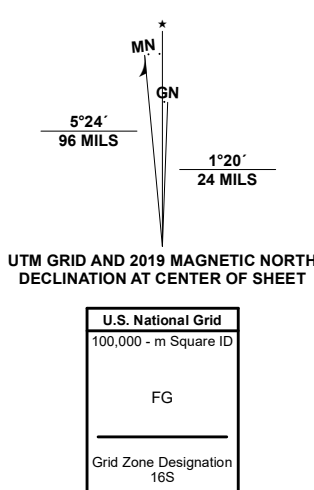 MN
GN
5°24´
96 MILS
1°20´
24 MILS
UTM GRID AND 2019 MAGNETIC NORTH
DECLINATION AT CENTER OF SHEET
U.S. National Grid
100,000 - m Square ID
FG
Grid Zone Designation
16S